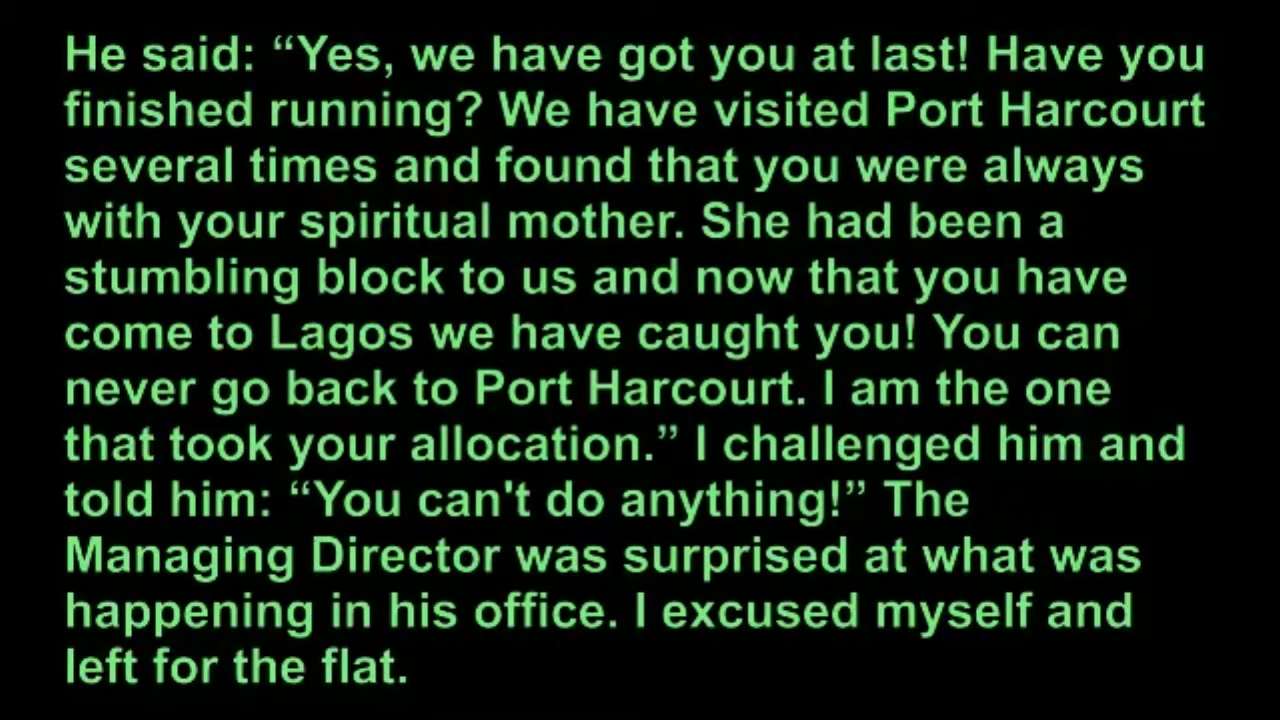 He said: “Yes, we have got you at last! Have you
finished running? We have visited Port Harcourt
several times and found that you were always
with your spiritual mother. She had been a
stumbling block to us and now that you have
come to Lagos we have caught you! You can
never go back to Port Harcourt. I am the one
that took your allocation.” I challenged him and
told him: “You can't do anything!” The
Managing Director was surprised at what was
happening in his office. I excused myself and
left for the flat.